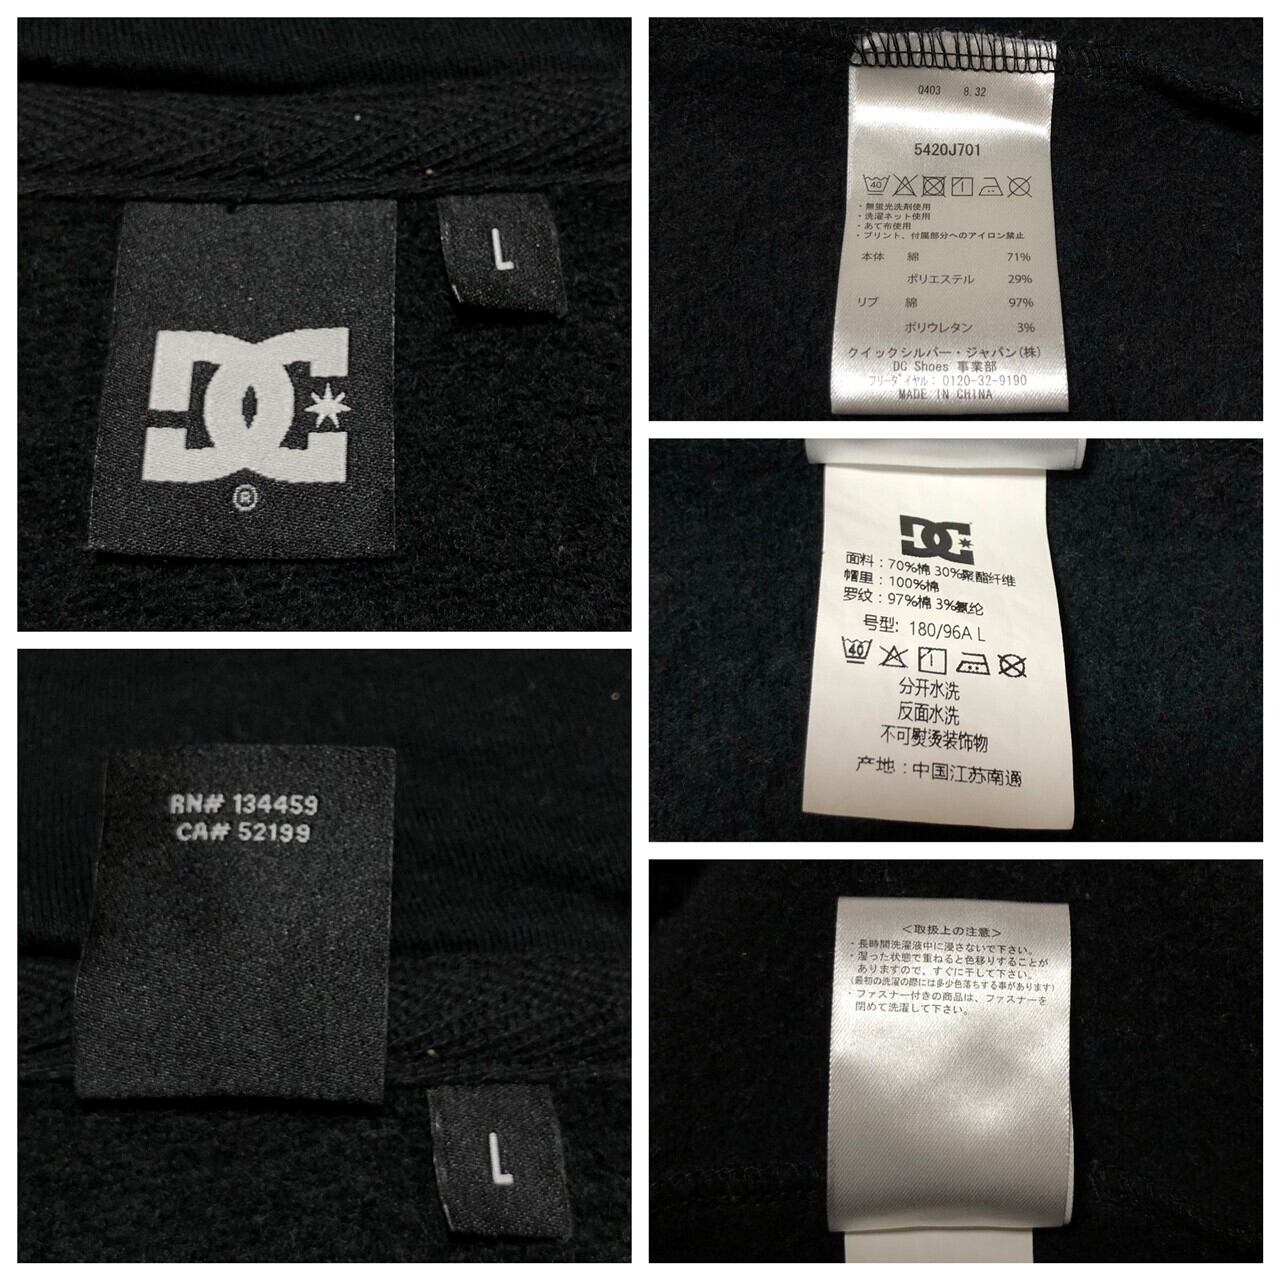 DC
®
L
RN# 134459
CA# 52199
L
Q403 8.32
5420J701
40
・無蛍光洗剤使用
・洗濯ネット使用
・あて布使用
・プリント、付属部分へのアイロン禁止
本体 綿 71%
ポリエステル 29%
リブ 綿 97%
ポリウレタン 3%
クイックシルバー・ジャパン(株)
DC Shoes 事業部
フリーダイヤル: 0120-32-9190
MADE IN CHINA
DC
面料：70%棉 30%聚酯纤维
帽里：100%棉
罗纹：97%棉 3%氨纶
号型: 180/96A L
40
分开水洗
反面水洗
不可熨烫装饰物
产地：中国江苏南通
＜取扱上の注意＞
・長時間洗濯液中に浸さないで下さい。
・湿った状態で重ねると色移りすることが
ありますので、すぐに干して下さい。
(最初の洗濯の際には多少色落ちする事があります)
・ファスナー付きの商品は、ファスナーを
閉めて洗濯して下さい。